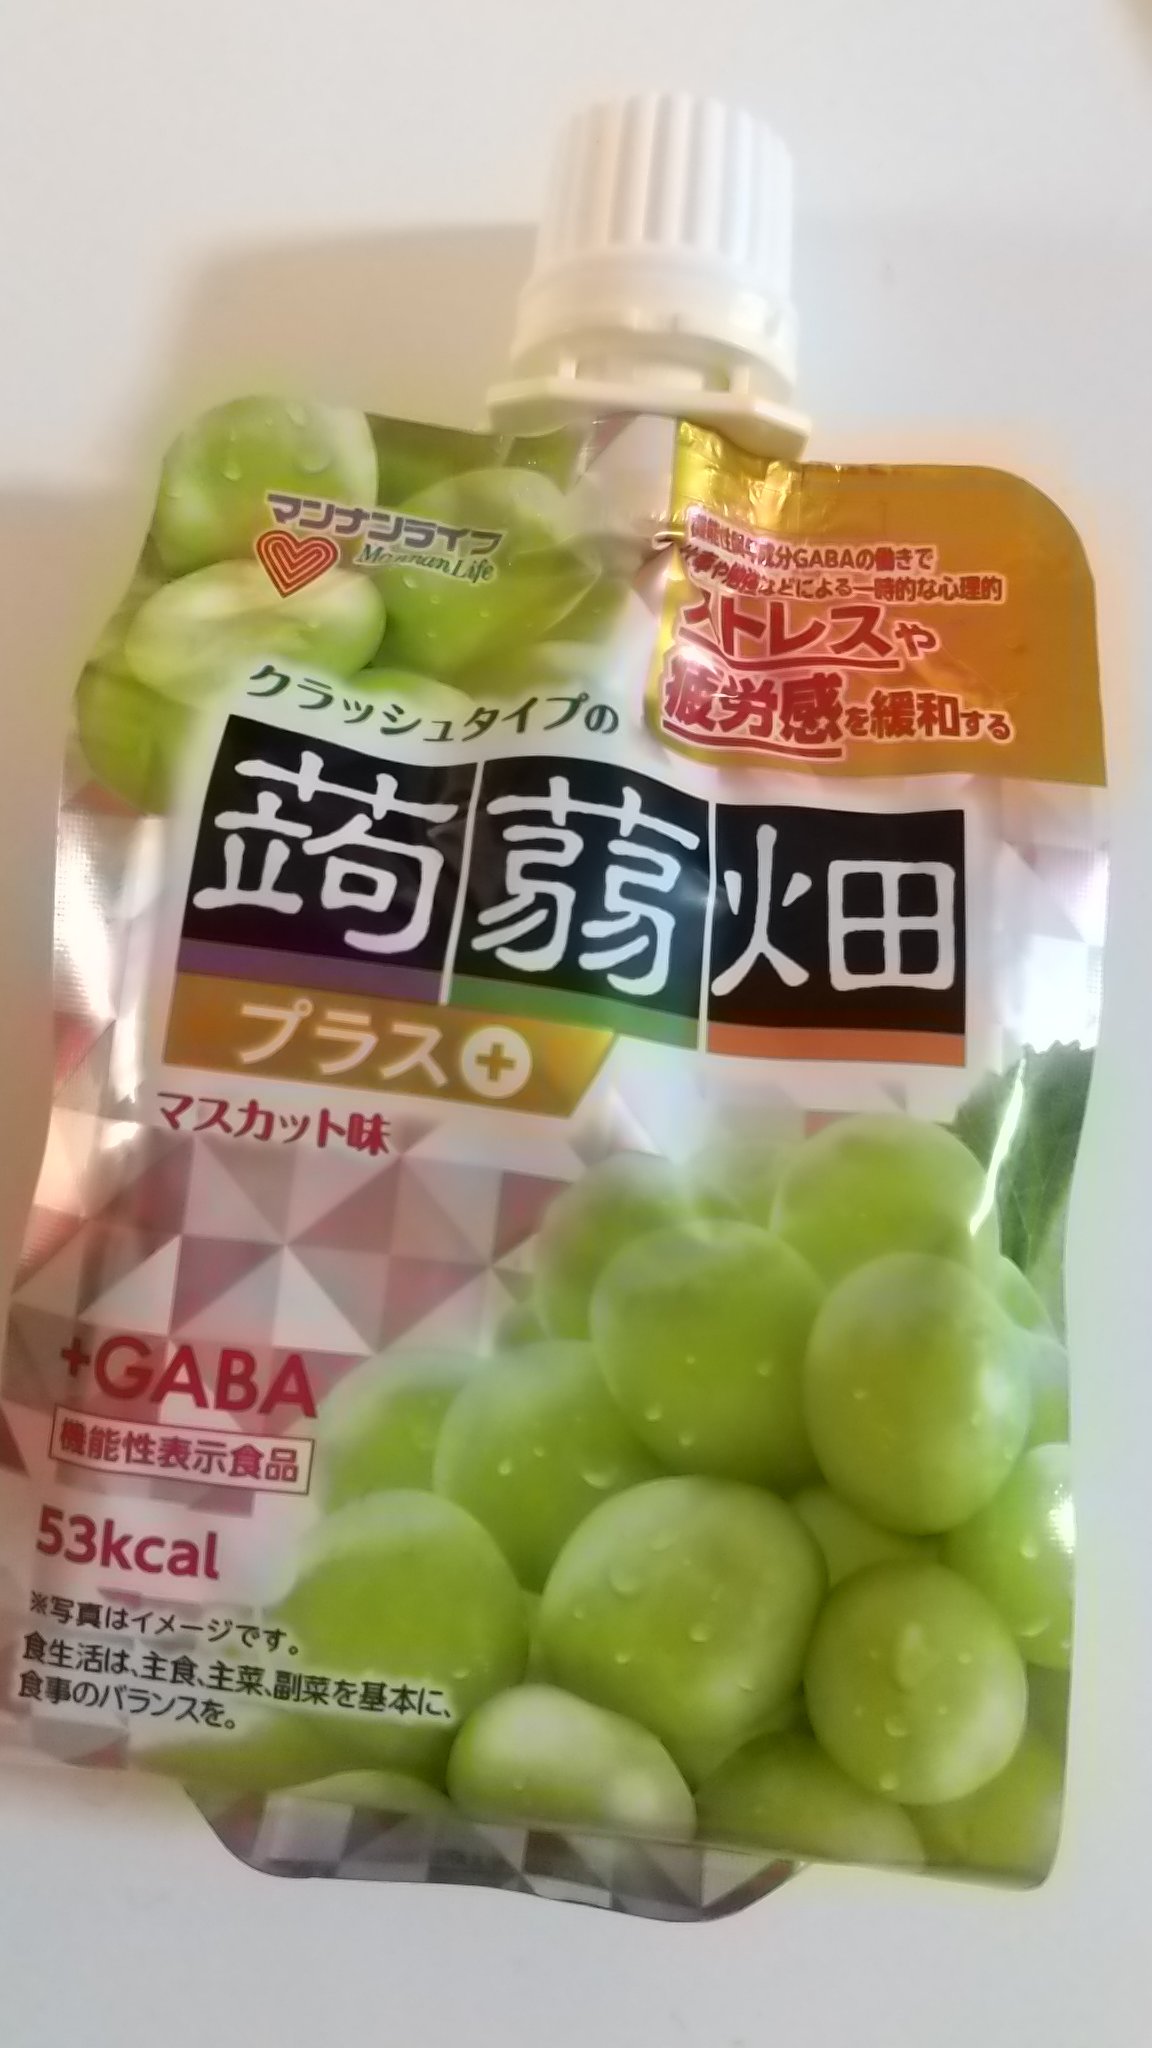 マンナンライフ
MannanLife
機能性関与成分GABAの働きで
仕事や勉強などによる一時的な心理的
ストレスや
疲労感を緩和する
クラッシュタイプの
蒟蒻畑
プラス+
マスカット味
+GABA
機能性表示食品
53kcal
※写真はイメージです。
食生活は、主食、主菜、副菜を基本に、
食事のバランスを。